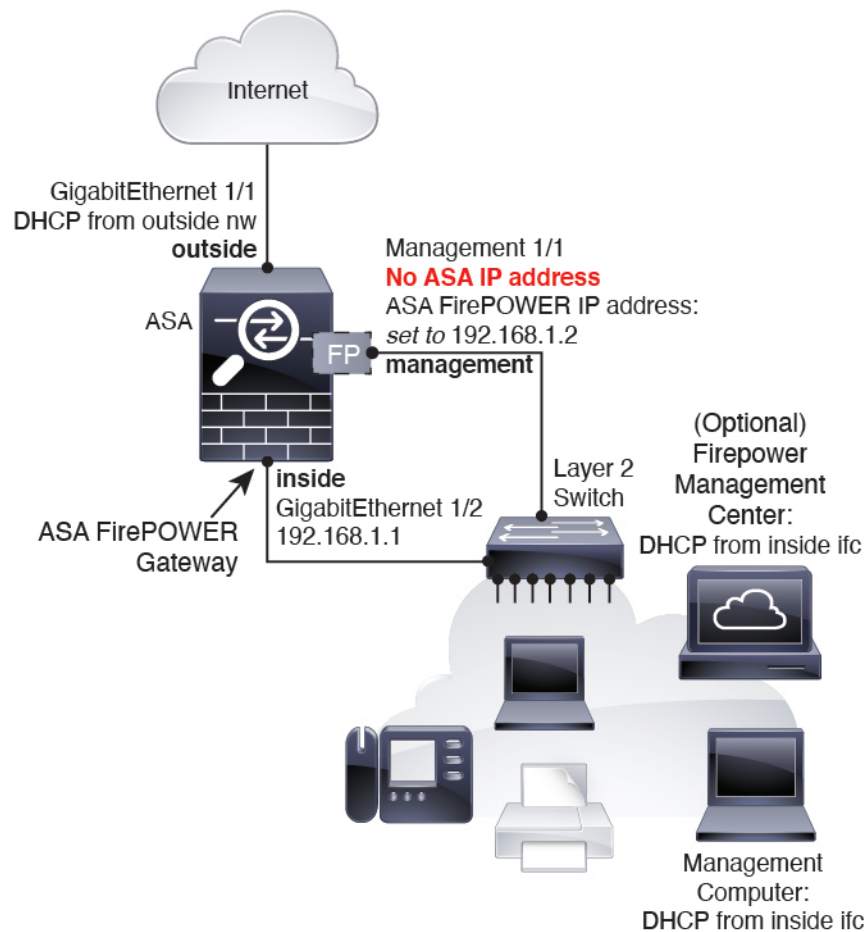 Internet
GigabitEthernet 1/1
DHCP from outside nw
outside
Management 1/1
No ASA IP address
ASA FirePOWER IP address:
set to 192.168.1.2
management
ASA
FP
(Optional)
Firepower
Management
Center:
DHCP from inside ifc
Layer 2
Switch
inside
GigabitEthernet 1/2
192.168.1.1
ASA FirePOWER
Gateway
Management
Computer:
DHCP from inside ifc